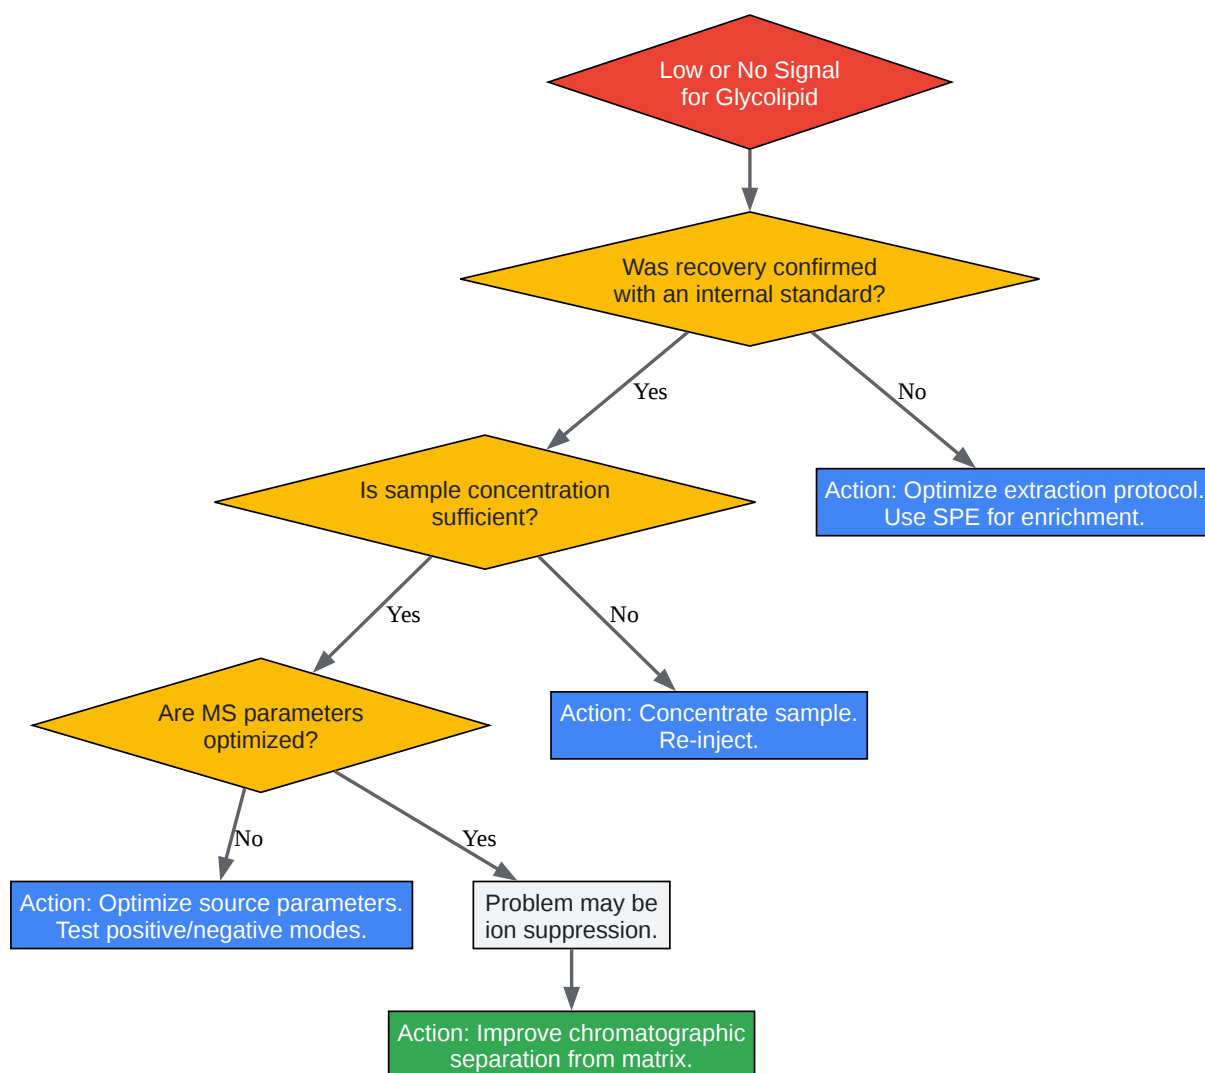 Low or No Signal
for Glycolipid
Was recovery confirmed
with an internal standard?
Yes
No
Is sample concentration
sufficient?
Action: Optimize extraction protocol.
Use SPE for enrichment.
Yes
No
Are MS parameters
optimized?
Action: Concentrate sample.
Re-inject.
No
Yes
Action: Optimize source parameters.
Test positive/negative modes.
Problem may be
ion suppression.
Action: Improve chromatographic
separation from matrix.